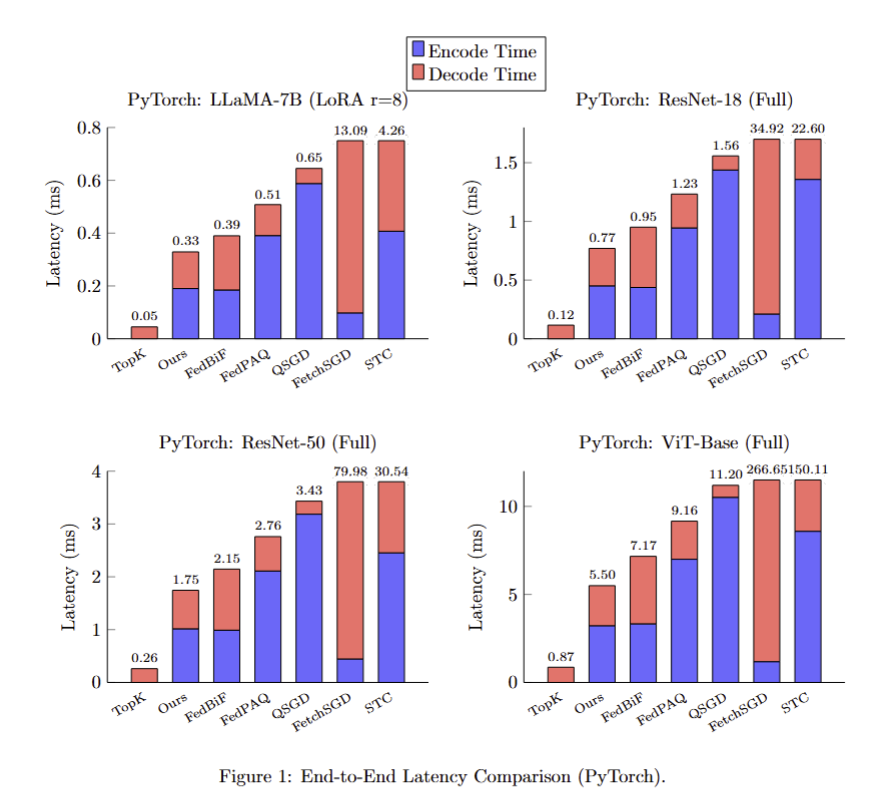 Encode Time
Decode Time
PyTorch: LLaMA-7B (LoRA r=8)
0.8
0.6
0.4
0.2
0
Latency (ms)
0.05
0.33
0.39
0.51
0.65
13.09
4.26
TopK
Ours
FedBiF
FedPAQ
QSGD
FetchSGD
STC
PyTorch: ResNet-18 (Full)
1.5
1
0.5
0
Latency (ms)
0.12
0.77
0.95
1.23
1.56
34.92
22.60
TopK
Ours
FedBiF
FedPAQ
QSGD
FetchSGD
STC
PyTorch: ResNet-50 (Full)
4
3
2
1
0
Latency (ms)
0.26
1.75
2.15
2.76
3.43
79.98
30.54
TopK
Ours
FedBiF
FedPAQ
QSGD
FetchSGD
STC
PyTorch: ViT-Base (Full)
10
5
0
Latency (ms)
0.87
5.50
7.17
9.16
11.20
266.65
150.11
TopK
Ours
FedBiF
FedPAQ
QSGD
FetchSGD
STC
Figure 1: End-to-End Latency Comparison (PyTorch).